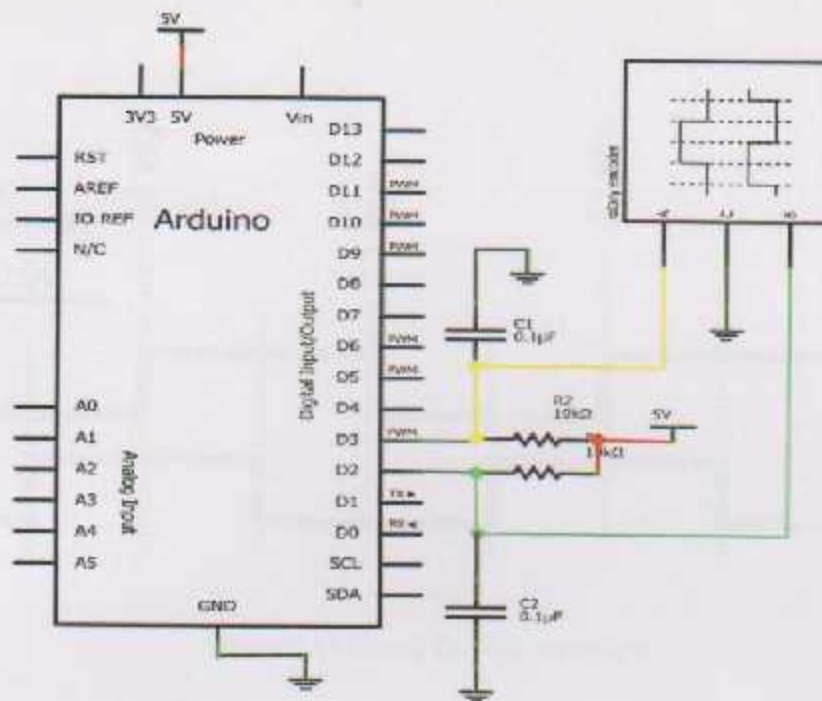 5V
3V3 5V Vin
Power
Arduino
RST
AREF
IO REF
N/C
A0
A1
A2
A3
A4
A5
Analog Input
GND
D13
D12
D11 PWM
D10 PWM
D9 PWM
D8
D7
D6 PWM
D5 PWM
D4
D3 PWM
D2
D1 TX ▶
D0 RX ◀
SCL
SDA
Digital Input/Output
C1
0.1µF
R2
10kΩ
5V
C2
0.1µF
encoder
A
C
B